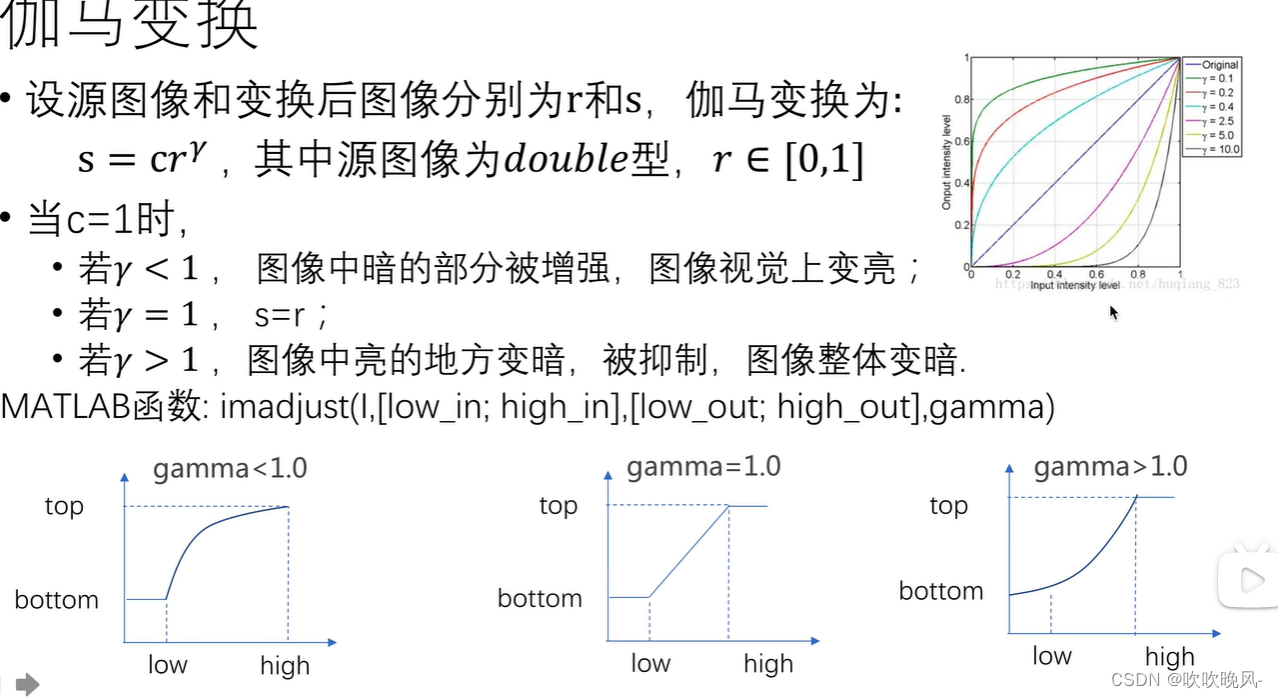 伽马变换
• 设源图像和变换后图像分别为r和s，伽马变换为:
s = cr^γ ，其中源图像为double型，r ∈ [0,1]
• 当c=1时，
• 若γ < 1 ， 图像中暗的部分被增强，图像视觉上变亮；
• 若γ = 1 ， s=r；
• 若γ > 1 ，图像中亮的地方变暗，被抑制，图像整体变暗.
MATLAB函数: imadjust(I,[low_in; high_in],[low_out; high_out],gamma)
Onput intensity level
1
0.8
0.6
0.4
0.2
0
0 0.2 0.4 0.6 0.8 1
Input intensity level
.net/huqiang_823
Original
γ = 0.1
γ = 0.2
γ = 0.4
γ = 2.5
γ = 5.0
γ = 10.0
gamma<1.0
top
bottom
low high
gamma=1.0
top
bottom
low high
gamma>1.0
top
bottom
low high
CSDN @吹吹晚风-